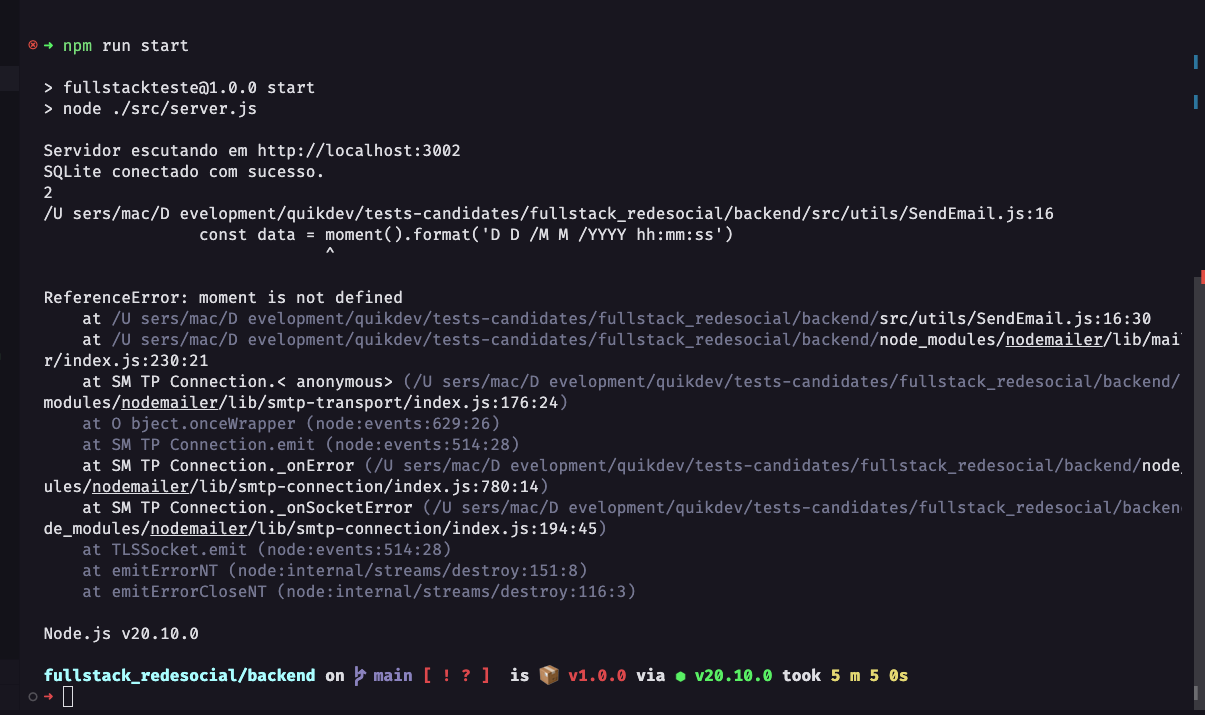 npm run start
> fullstackteste@1.0.0 start
> node ./src/server.js
Servidor escutando em http://localhost:3002
SQLite conectado com sucesso.
2
/U sers/mac/D evelopment/quikdev/tests-candidates/fullstack_redesocial/backend/src/utils/SendEmail.js:16
const data = moment().format('D D /M M /YYYY hh:mm:ss')
^
ReferenceError: moment is not defined
at /U sers/mac/D evelopment/quikdev/tests-candidates/fullstack_redesocial/backend/src/utils/SendEmail.js:16:30
at /U sers/mac/D evelopment/quikdev/tests-candidates/fullstack_redesocial/backend/node_modules/nodemailer/lib/mai
r/index.js:230:21
at SM TP Connection.< anonymous> (/U sers/mac/D evelopment/quikdev/tests-candidates/fullstack_redesocial/backend/
modules/nodemailer/lib/smtp-transport/index.js:176:24)
at O bject.onceWrapper (node:events:629:26)
at SM TP Connection.emit (node:events:514:28)
at SM TP Connection._onError (/U sers/mac/D evelopment/quikdev/tests-candidates/fullstack_redesocial/backend/node_
ules/nodemailer/lib/smtp-connection/index.js:780:14)
at SM TP Connection._onSocketError (/U sers/mac/D evelopment/quikdev/tests-candidates/fullstack_redesocial/backen
de_modules/nodemailer/lib/smtp-connection/index.js:194:45)
at TLSSocket.emit (node:events:514:28)
at emitErrorNT (node:internal/streams/destroy:151:8)
at emitErrorCloseNT (node:internal/streams/destroy:116:3)
Node.js v20.10.0
fullstack_redesocial/backend on main [ ! ? ] is 📦 v1.0.0 via ⬢ v20.10.0 took 5 m 5 0s
➜